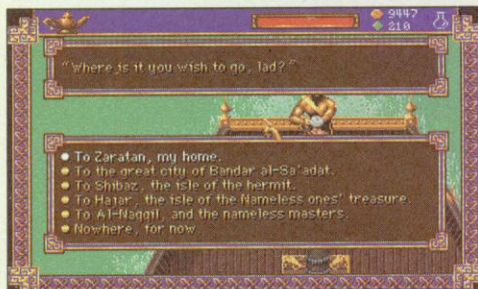 9447
210
"Where is it you wish to go, lad?"
To Zaratan, my home.
To the great city of Bandar al-Sa'adat.
To Shibaz, the isle of the hermit.
To Hajar, the isle of the Nameless ones' treasure.
To Al-Naqqil, and the nameless masters.
Nowhere, for now